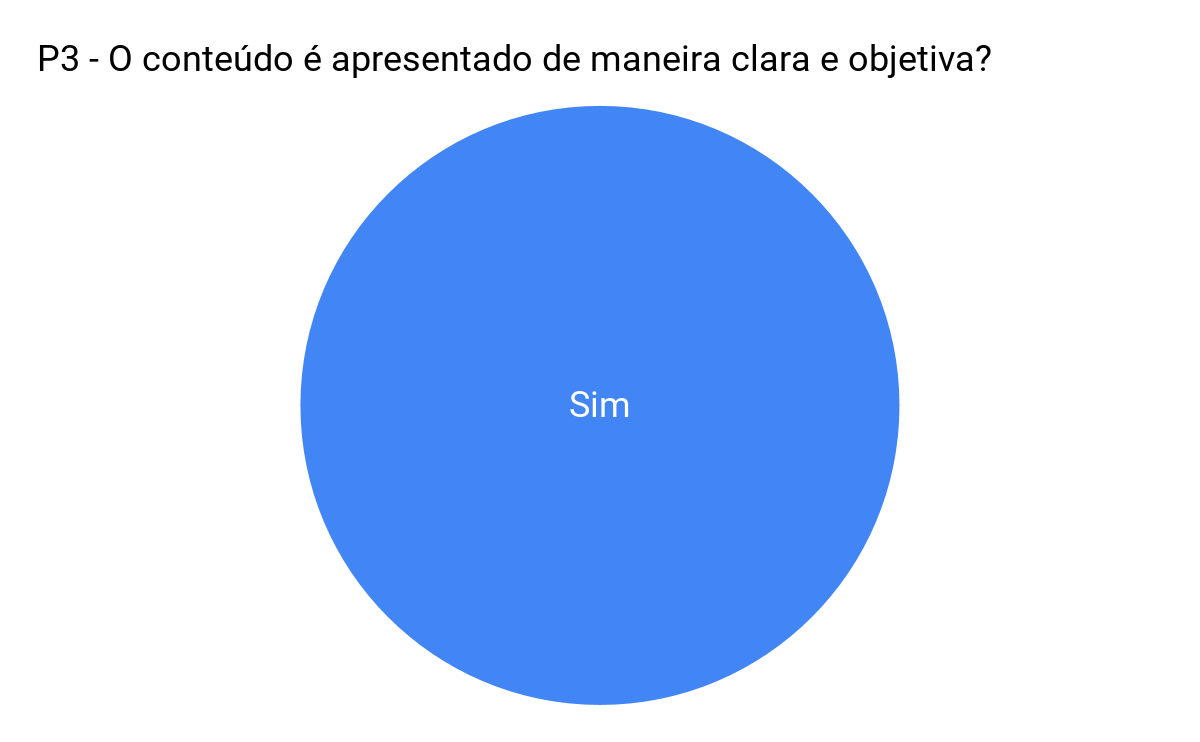 P3 - O conteúdo é apresentado de maneira clara e objetiva?
Sim